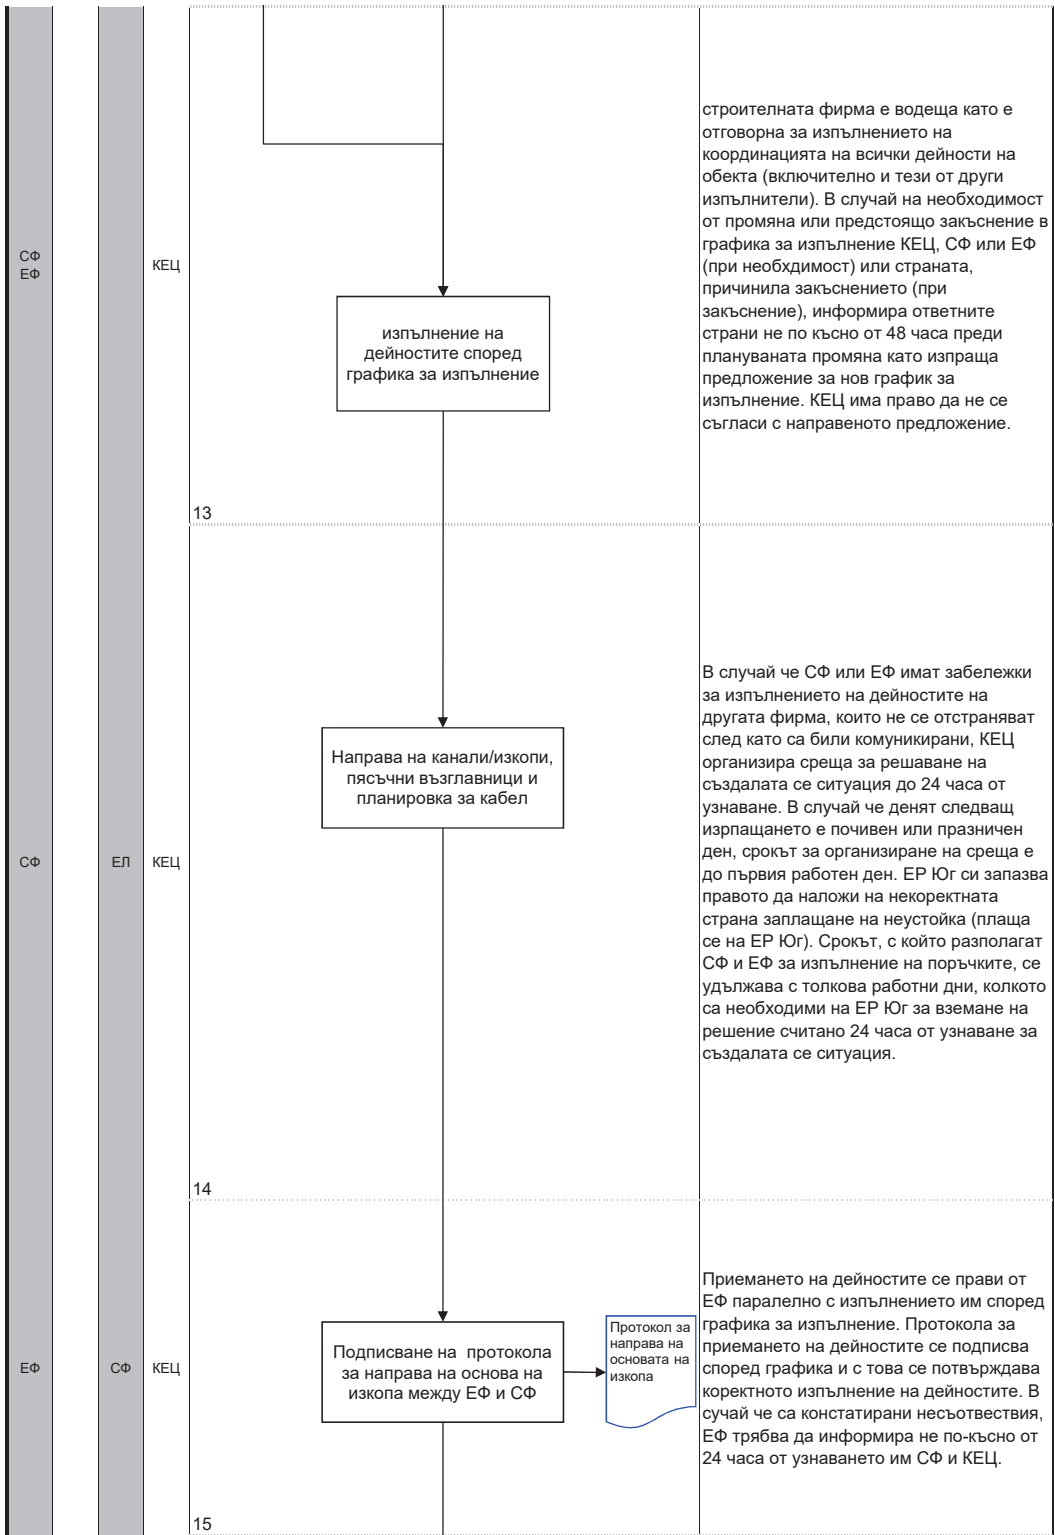 СФ
ЕФ
КЕЦ
изпълнение на
дейностите според
графика за изпълнение
13
строителната фирма е водеща като е
отговорна за изпълнението на
координацията на всички дейности на
обекта (включително и тези от други
изпълнители). В случай на необходимост
от промяна или предстоящо закъснение в
графика за изпълнение КЕЦ, СФ или ЕФ
(при необхдимост) или страната,
причинила закъснението (при
закъснение), информира ответните
страни не по късно от 48 часа преди
плануваната промяна като изпраща
предложение за нов график за
изпълнение. КЕЦ има право да не се
съгласи с направеното предложение.
СФ
ЕЛ
КЕЦ
Направа на канали/изкопи,
пясъчни възглавници и
планировка за кабел
14
В случай че СФ или ЕФ имат забележки
за изпълнението на дейностите на
другата фирма, които не се отстраняват
след като са били комуникирани, КЕЦ
организира среща за решаване на
създалата се ситуация до 24 часа от
узнаване. В случай че денят следващ
изрпащането е почивен или празничен
ден, срокът за организиране на среща е
до първия работен ден. ЕР Юг си запазва
правото да наложи на некоректната
страна заплащане на неустойка (плаща
се на ЕР Юг). Срокът, с който разполагат
СФ и ЕФ за изпълнение на поръчките, се
удължава с толкова работни дни, колкото
са необходими на ЕР Юг за вземане на
решение считано 24 часа от узнаване за
създалата се ситуация.
ЕФ
СФ
КЕЦ
Подписване на протокола
за направа на основа на
изкопа между ЕФ и СФ
Протокол за
направа на
основата на
изкопа
15
Приемането на дейностите се прави от
ЕФ паралелно с изпълнението им според
графика за изпълнение. Протокола за
приемането на дейностите се подписва
според графика и с това се потвърждава
коректното изпълнение на дейностите. В
сучай че са констатирани несъотвествия,
ЕФ трябва да информира не по-късно от
24 часа от узнаването им СФ и КЕЦ.